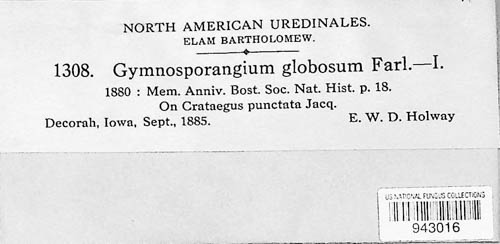 NORTH AMERICAN UREDINALES.
ELAM BARTHOLOMEW.
1308. Gymnosporangium globosum Farl.—I.
1880 : Mem. Anniv. Bost. Soc. Nat. Hist. p. 18.
On Crataegus punctata Jacq.
Decorah, Iowa, Sept., 1885. E. W. D. Holway
US NATIONAL FUNGUS COLLECTIONS
943016